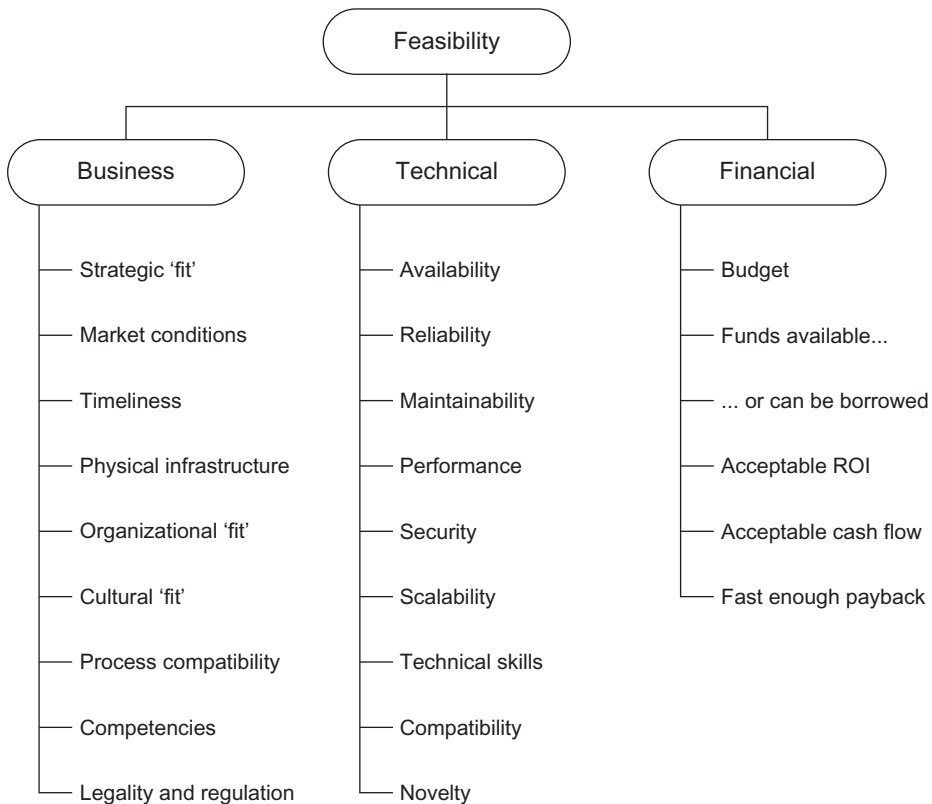 Feasibility
Business
Technical
Financial
Strategic ‘fit’
Market conditions
Timeliness
Physical infrastructure
Organizational ‘fit’
Cultural ‘fit’
Process compatibility
Competencies
Legality and regulation
Availability
Reliability
Maintainability
Performance
Security
Scalability
Technical skills
Compatibility
Novelty
Budget
Funds available...
... or can be borrowed
Acceptable ROI
Acceptable cash flow
Fast enough payback